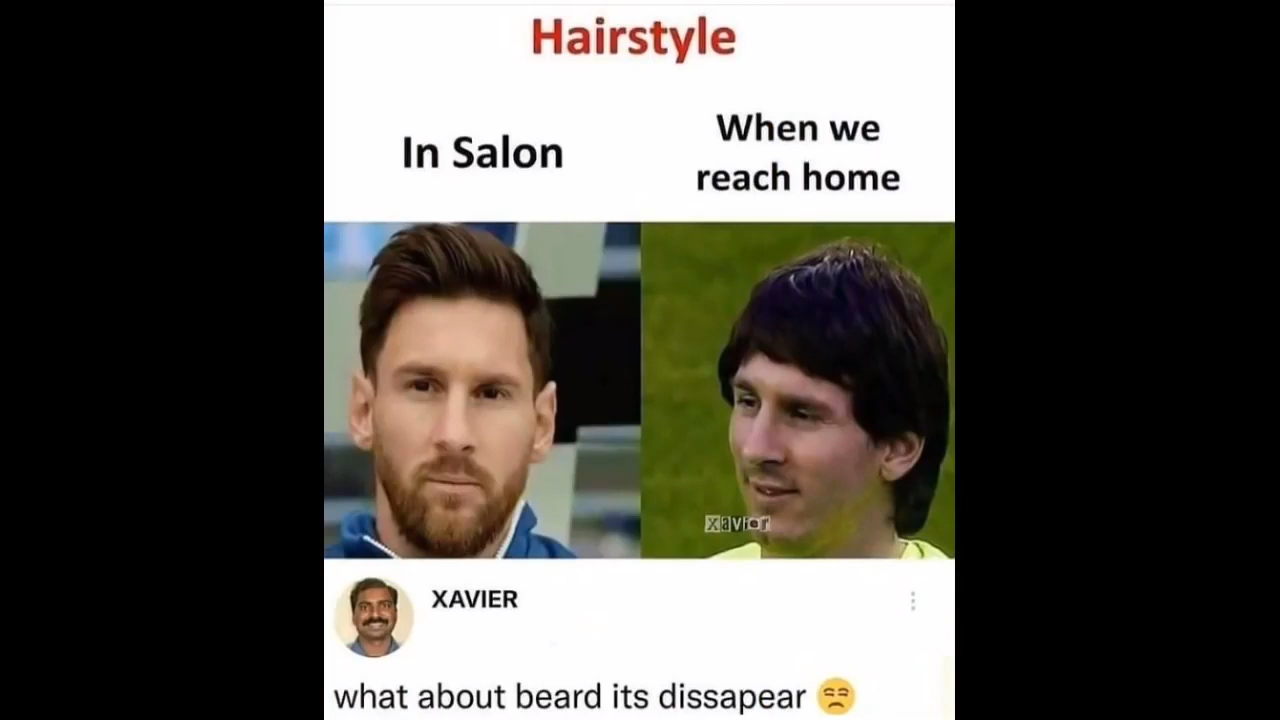 Hairstyle
In Salon
When we
reach home
xavier
XAVIER
what about beard its dissapear